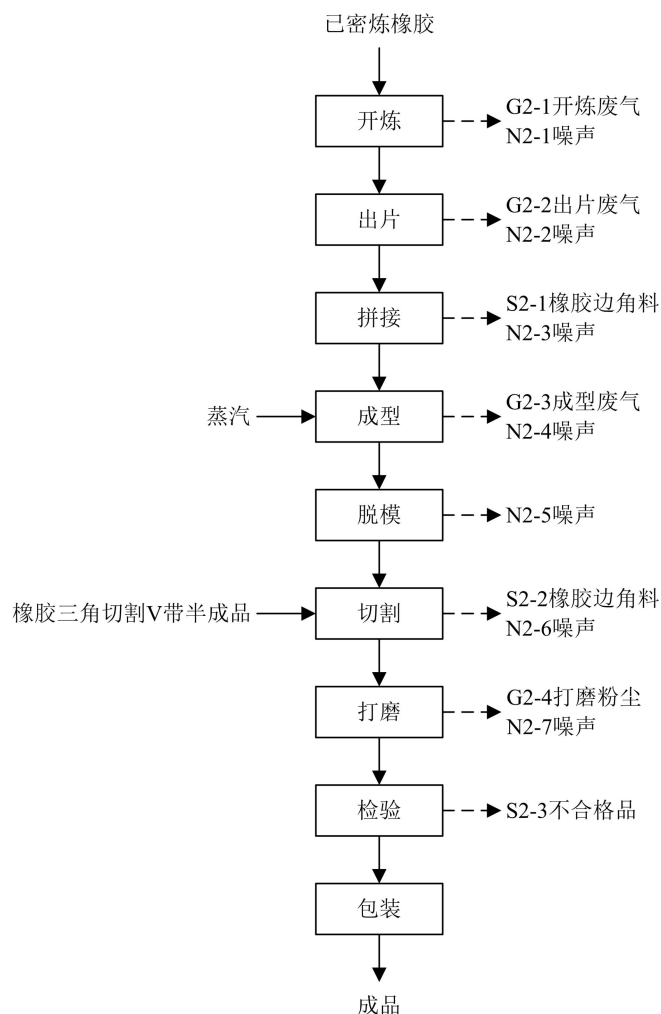 已密炼橡胶
开炼
G2-1开炼废气
N2-1噪声
出片
G2-2出片废气
N2-2噪声
拼接
S2-1橡胶边角料
N2-3噪声
蒸汽
成型
G2-3成型废气
N2-4噪声
脱模
N2-5噪声
橡胶三角切割V带半成品
切割
S2-2橡胶边角料
N2-6噪声
打磨
G2-4打磨粉尘
N2-7噪声
检验
S2-3不合格品
包装
成品